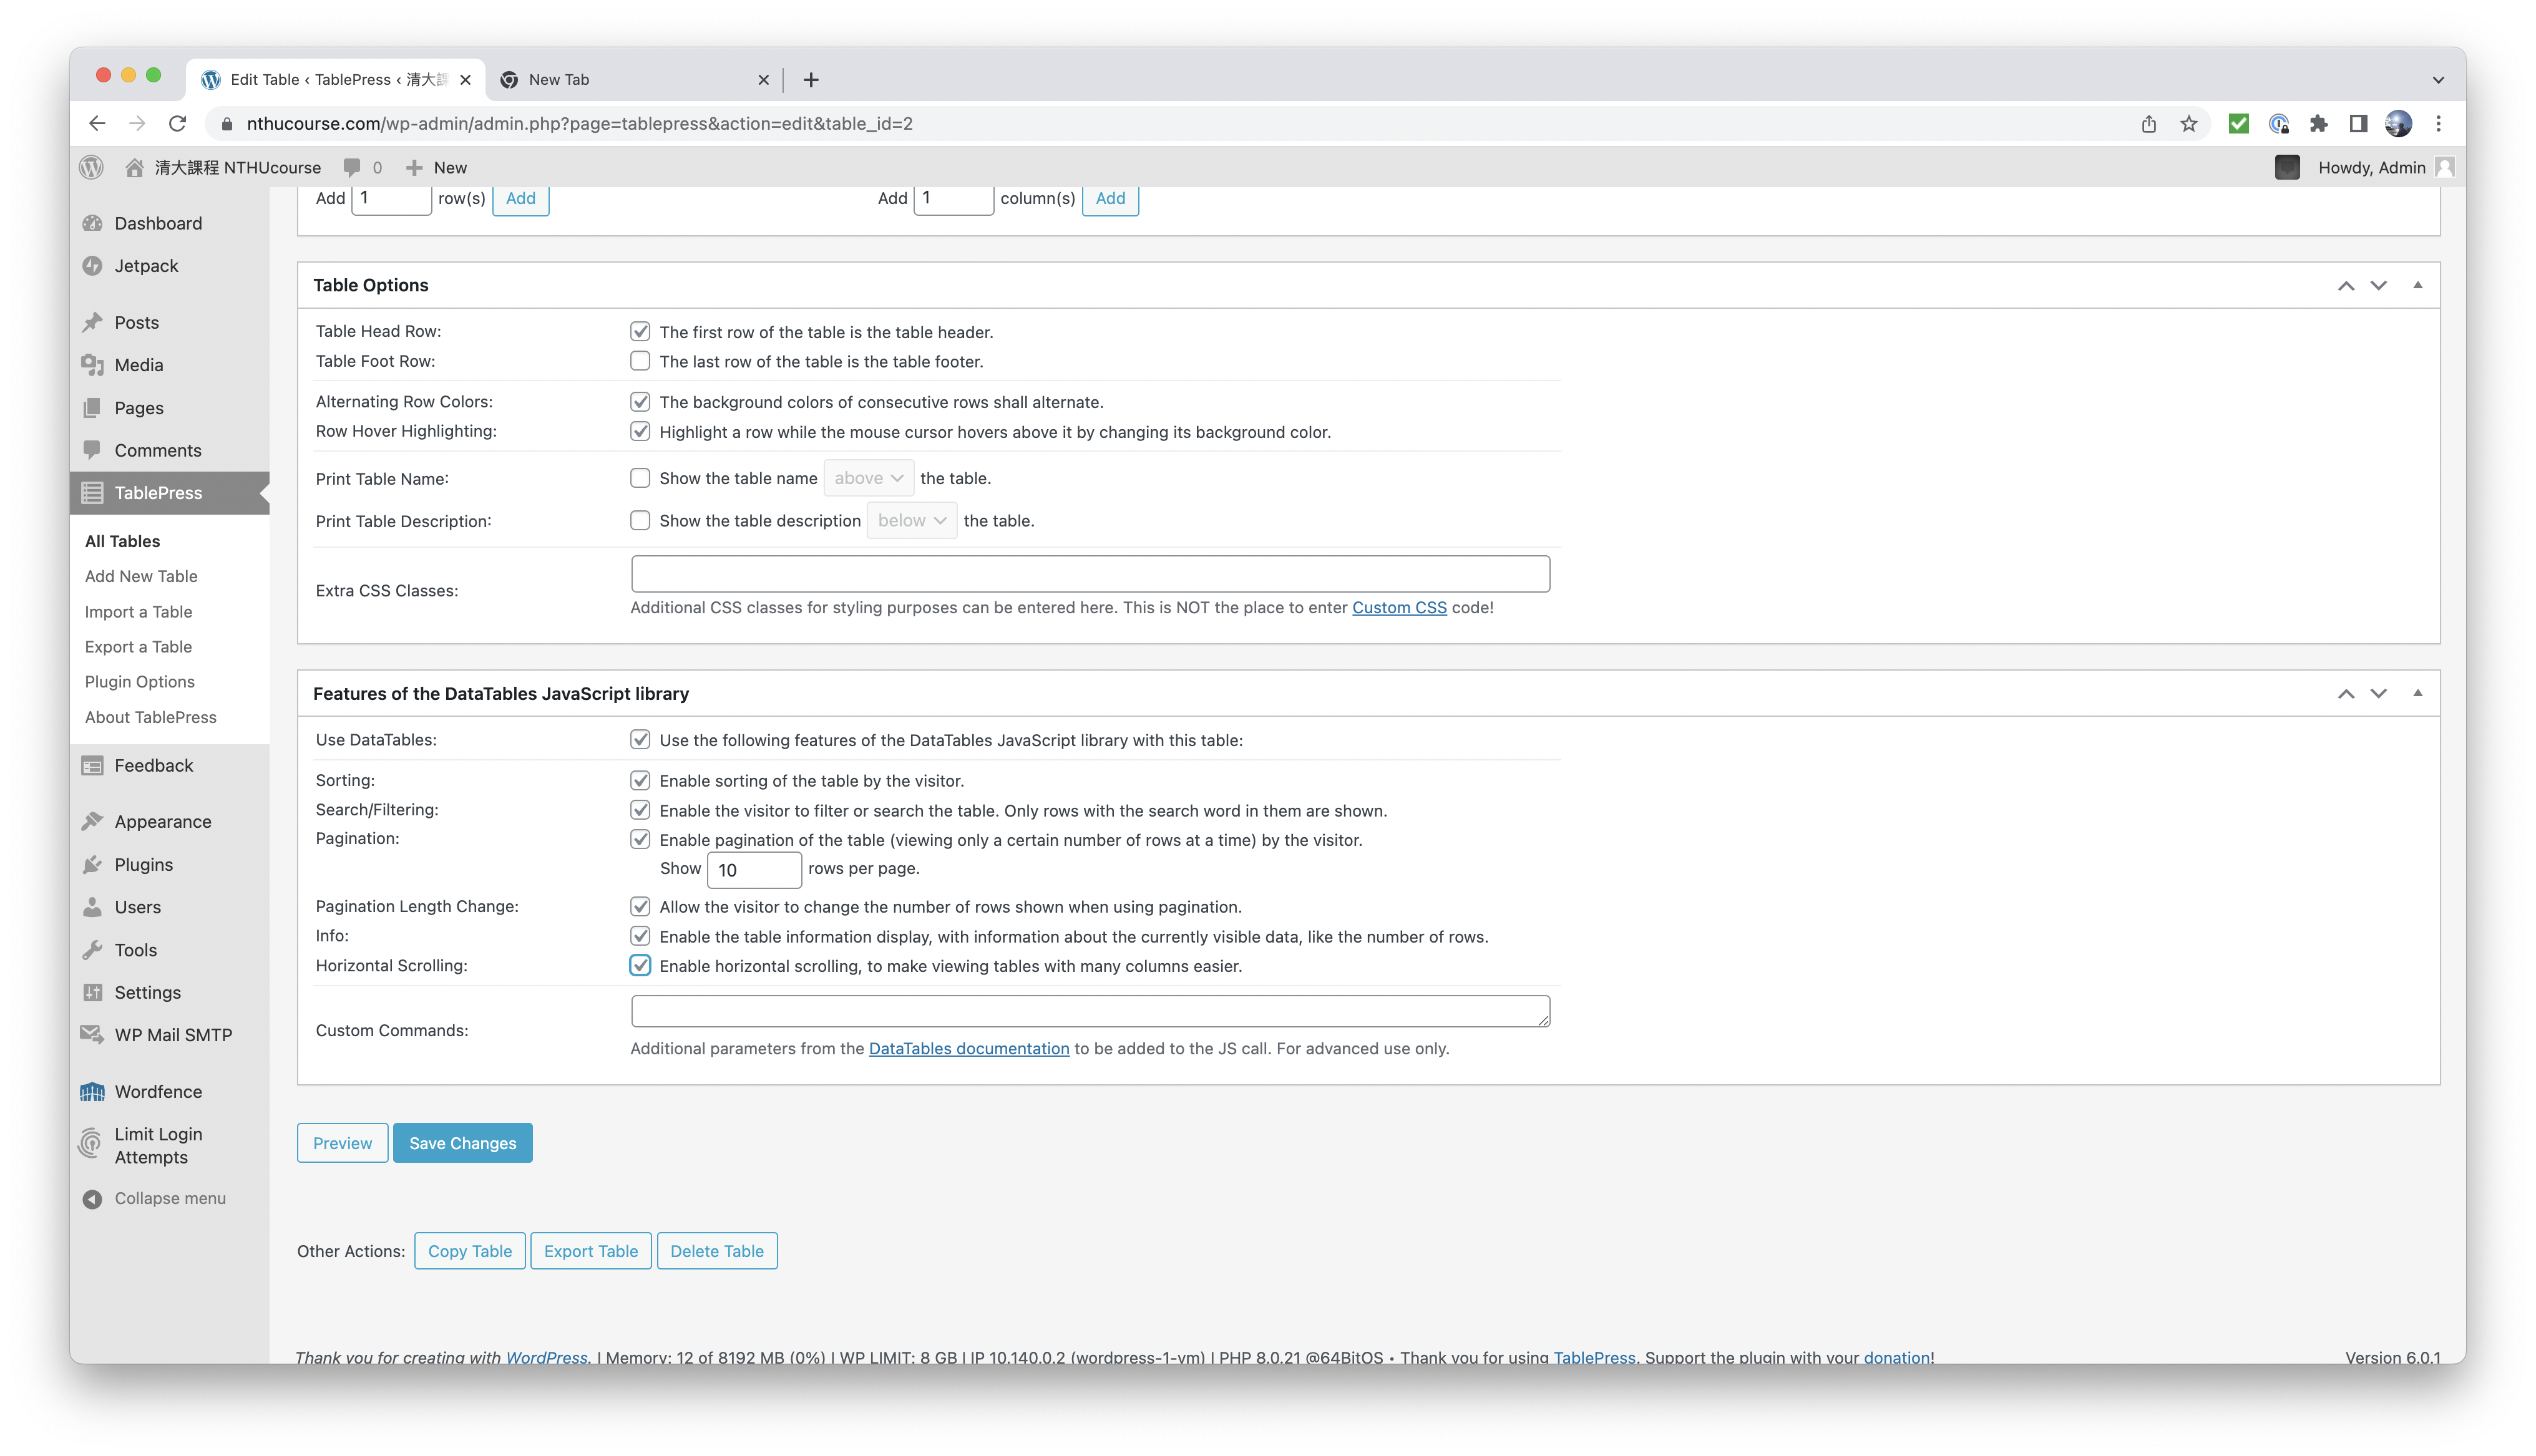 Edit Table ‹ TablePress ‹ 清大
New Tab
nthucourse.com/wp-admin/admin.php?page=tablepress&action=edit&table_id=2
清大課程 NTHUcourse
0
New
Howdy, Admin
Dashboard
Jetpack
Posts
Media
Pages
Comments
TablePress
All Tables
Add New Table
Import a Table
Export a Table
Plugin Options
About TablePress
Feedback
Appearance
Plugins
Users
Tools
Settings
WP Mail SMTP
Wordfence
Limit Login
Attempts
Collapse menu
Add 1 row(s) Add
Add 1 column(s) Add
Table Options
Table Head Row: The first row of the table is the table header.
Table Foot Row: The last row of the table is the table footer.
Alternating Row Colors: The background colors of consecutive rows shall alternate.
Row Hover Highlighting: Highlight a row while the mouse cursor hovers above it by changing its background color.
Print Table Name: Show the table name above the table.
Print Table Description: Show the table description below the table.
Extra CSS Classes:
Additional CSS classes for styling purposes can be entered here. This is NOT the place to enter Custom CSS code!
Features of the DataTables JavaScript library
Use DataTables: Use the following features of the DataTables JavaScript library with this table:
Sorting: Enable sorting of the table by the visitor.
Search/Filtering: Enable the visitor to filter or search the table. Only rows with the search word in them are shown.
Pagination: Enable pagination of the table (viewing only a certain number of rows at a time) by the visitor.
Show 10 rows per page.
Pagination Length Change: Allow the visitor to change the number of rows shown when using pagination.
Info: Enable the table information display, with information about the currently visible data, like the number of rows.
Horizontal Scrolling: Enable horizontal scrolling, to make viewing tables with many columns easier.
Custom Commands:
Additional parameters from the DataTables documentation to be added to the JS call. For advanced use only.
Preview
Save Changes
Other Actions: Copy Table Export Table Delete Table
Thank you for creating with WordPress. | Memory: 12 of 8192 MB (0%) | WP LIMIT: 8 GB | IP 10.140.0.2 (wordpress-1-vm) | PHP 8.0.21 @64BitOS • Thank you for using TablePress. Support the plugin with your donation!
Version 6.0.1